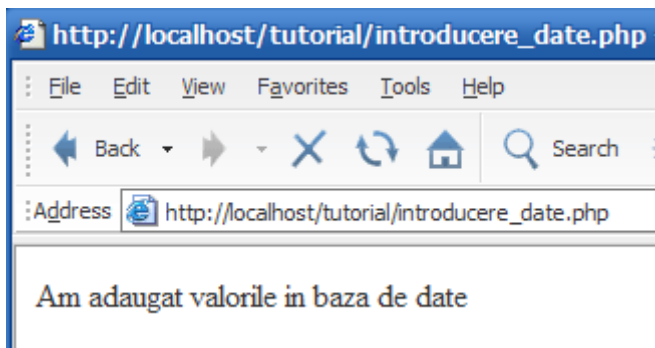 http://localhost/tutorial/introducere_date.php
File Edit View Favorites Tools Help
Back Search
Address http://localhost/tutorial/introducere_date.php
Am adaugat valorile in baza de date